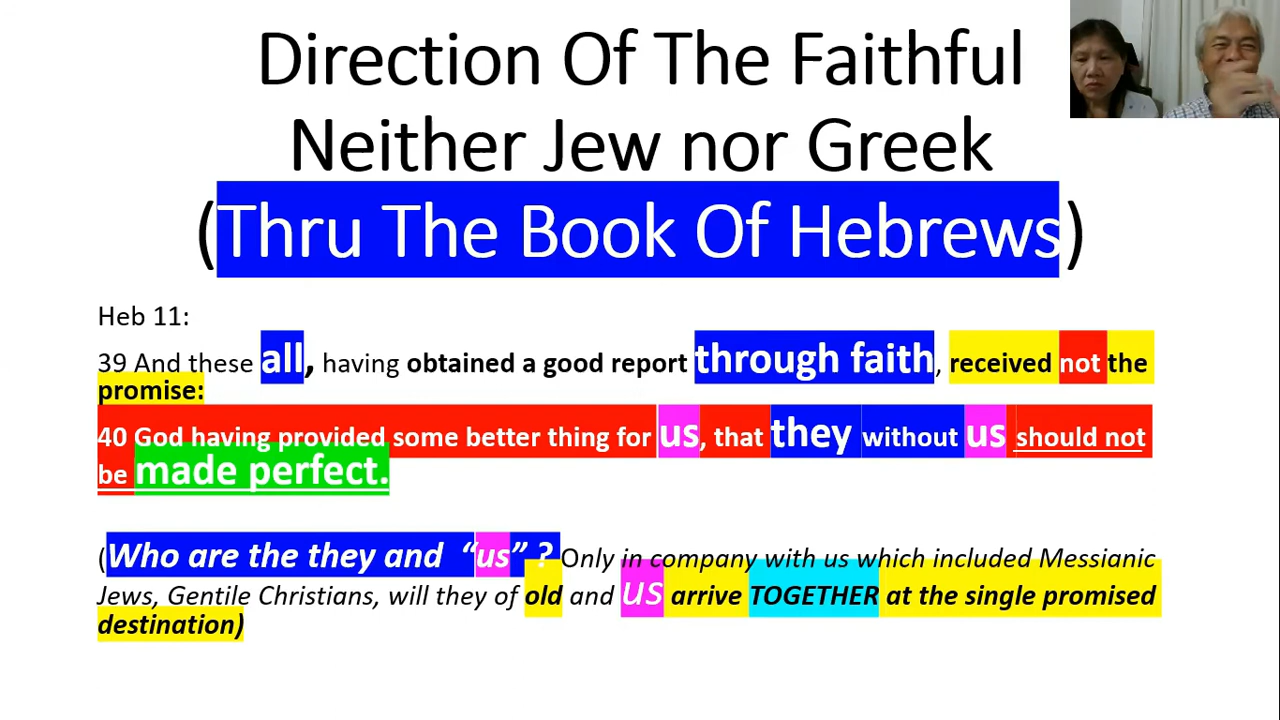 Direction Of The Faithful
Neither Jew nor Greek
(Thru The Book Of Hebrews)
Heb 11:
39 And these all, having obtained a good report through faith, received not the
promise:
40 God having provided some better thing for us, that they without us should not
be made perfect.
(Who are the they and “us” ? Only in company with us which included Messianic
Jews, Gentile Christians, will they of old and us arrive TOGETHER at the single promised
destination)